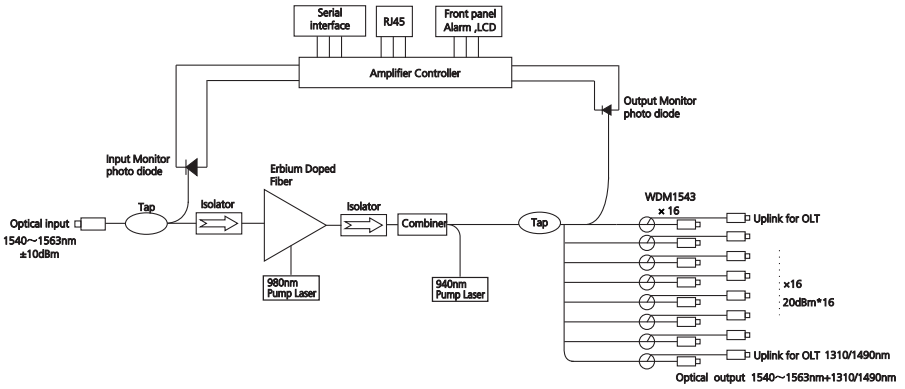 Serial
interface
RJ45
Front panel
Alarm ,LCD
Amplifier Controller
Output Monitor
photo diode
Input Monitor
photo diode
Erbium Doped
Fiber
Tap
Isolator
Isolator
WDM1543
× 16
Optical input
1540～1563nm
±10dBm
Combiner
Tap
Uplink for OLT
980nm
Pump Laser
940nm
Pump Laser
×16
20dBm*16
Uplink for OLT 1310/1490nm
Optical output 1540～1563nm+1310/1490nm